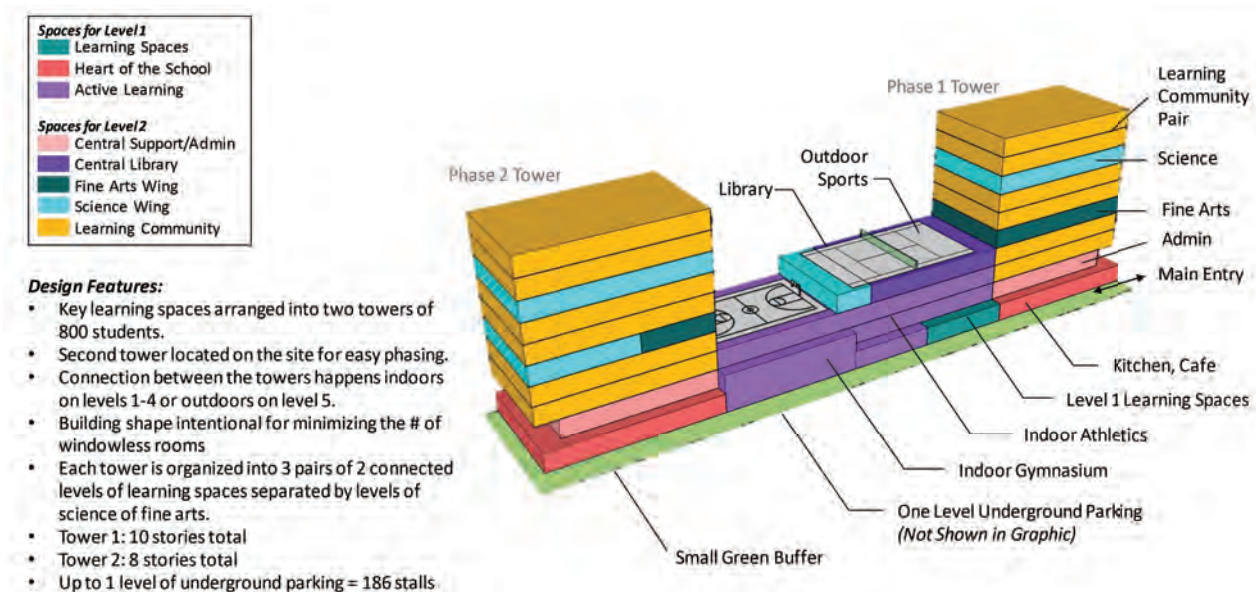 Spaces for Level 1
Learning Spaces
Heart of the School
Active Learning
Spaces for Level 2
Central Support/Admin
Central Library
Fine Arts Wing
Science Wing
Learning Community
Design Features:
• Key learning spaces arranged into two towers of
800 students.
• Second tower located on the site for easy phasing.
• Connection between the towers happens indoors
on levels 1-4 or outdoors on level 5.
• Building shape intentional for minimizing the # of
windowless rooms
• Each tower is organized into 3 pairs of 2 connected
levels of learning spaces separated by levels of
science of fine arts.
• Tower 1: 10 stories total
• Tower 2: 8 stories total
• Up to 1 level of underground parking = 186 stalls
Phase 2 Tower
Phase 1 Tower
Library
Outdoor
Sports
Learning
Community
Pair
Science
Fine Arts
Admin
Main Entry
Kitchen, Cafe
Level 1 Learning Spaces
Indoor Athletics
Indoor Gymnasium
One Level Underground Parking
(Not Shown in Graphic)
Small Green Buffer